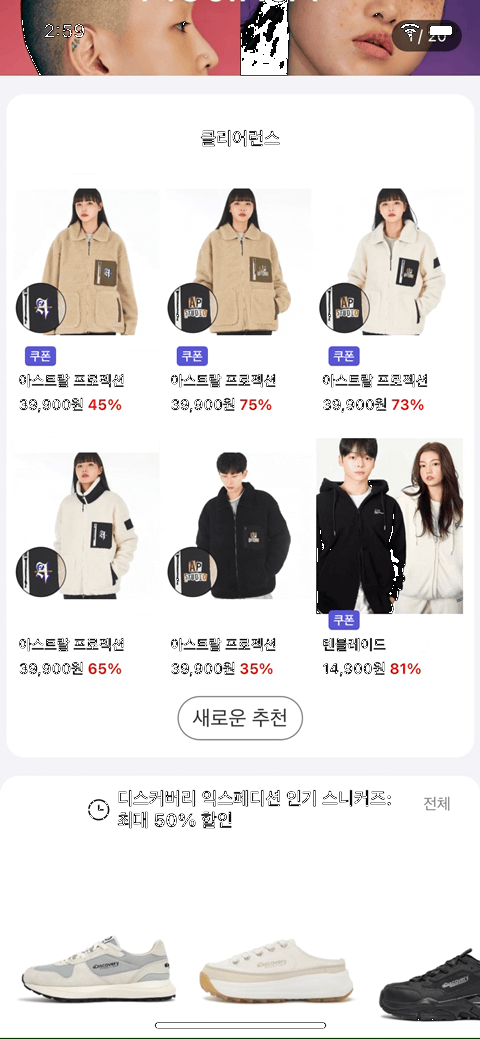 2:59
클리어런스
쿠폰
쿠폰
쿠폰
아스트랄 프로젝션
아스트랄 프로젝션
아스트랄 프로젝션
39,900원 45%
39,900원 75%
39,900원 73%
AP
STUDIO
쿠폰
아스트랄 프로젝션
아스트랄 프로젝션
텐블레이드
39,900원 65%
39,900원 35%
14,900원 81%
새로운 추천
디스커버리 익스페디션 인기 스니커즈:
최대 50% 할인
전체